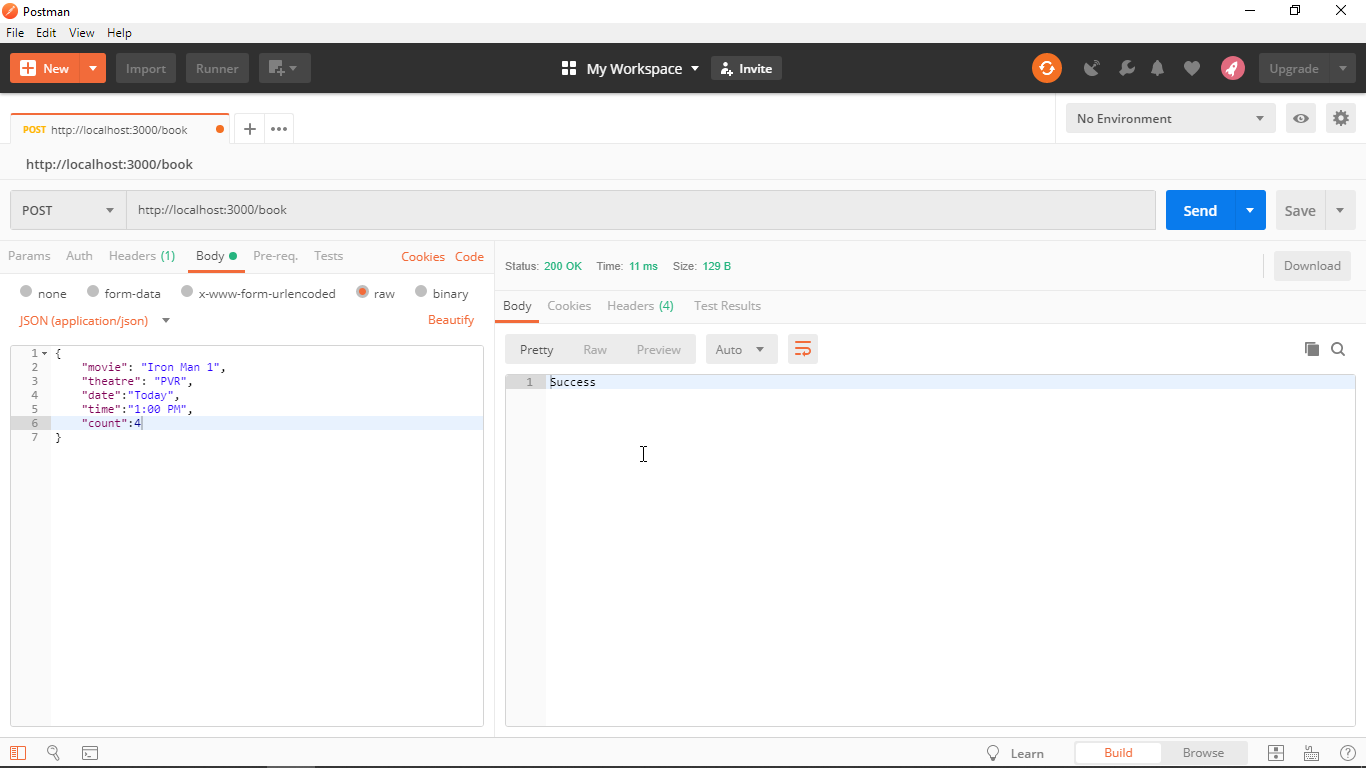 Postman
File Edit View Help
New Import Runner My Workspace Invite Upgrade
POST http://localhost:3000/book No Environment
http://localhost:3000/book
POST http://localhost:3000/book Send Save
Params Auth Headers (1) Body Pre-req. Tests Cookies Code
none form-data x-www-form-urlencoded raw binary
JSON (application/json) Beautify
1 {
2 "movie": "Iron Man 1",
3 "theatre": "PVR",
4 "date":"Today",
5 "time":"1:00 PM",
6 "count":4
7 }
Status: 200 OK Time: 11 ms Size: 129 B Download
Body Cookies Headers (4) Test Results
Pretty Raw Preview Auto
1 Success
Learn Build Browse